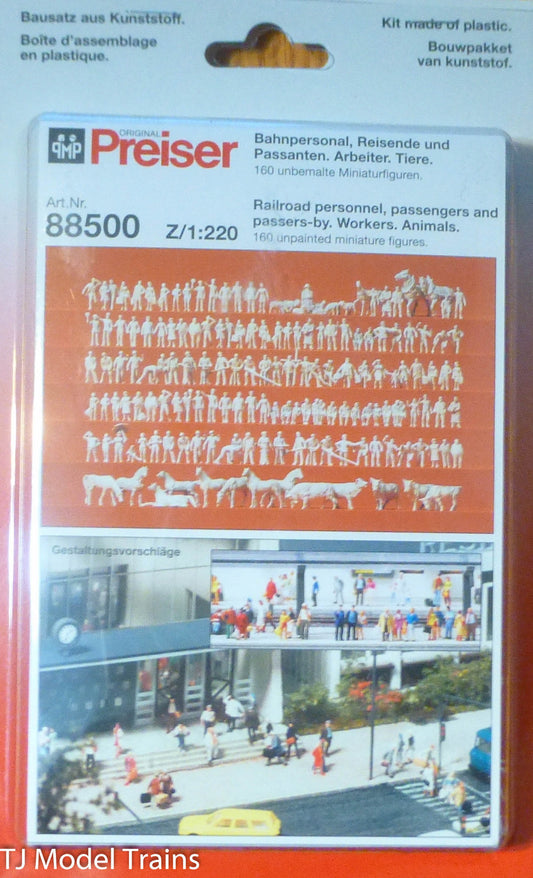 Bausatz aus Kunststoff.
Boîte d'assemblage
en plastique.
Kit made of plastic.
Bouwpakket
van kunststof.
PMP
ORIGINAL
Preiser
Bahnpersonal, Reisende und
Passanten. Arbeiter. Tiere.
160 unbemalte Miniaturfiguren.
Art.Nr.
88500 Z/1:220
Railroad personnel, passengers and
passers-by. Workers. Animals.
160 unpainted miniature figures.
Gestaltungsvorschläge
TJ Model Trains